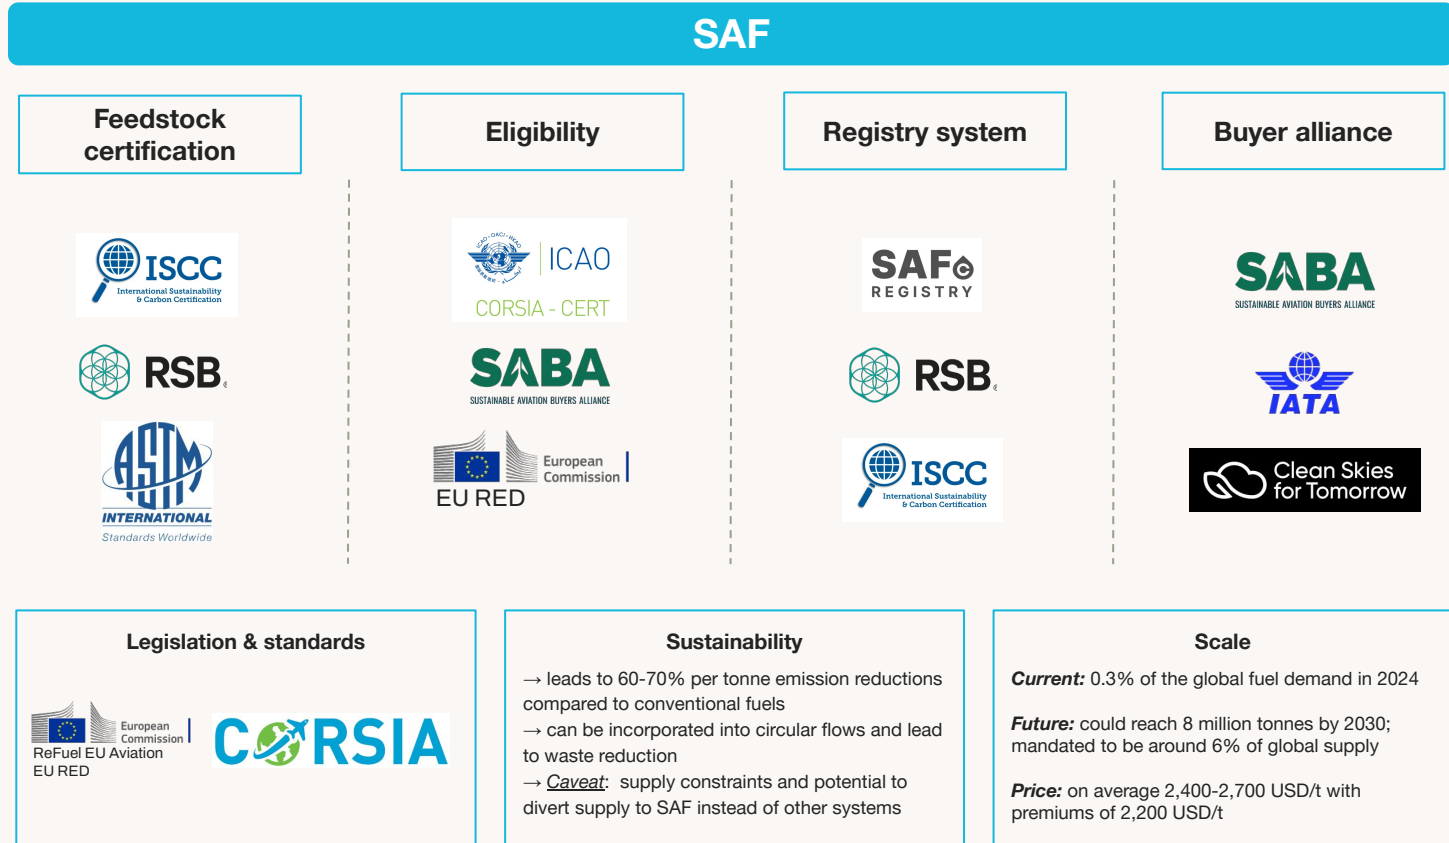 SAF
Feedstock
certification
Eligibility
Registry system
Buyer alliance
ISCC
International Sustainability
& Carbon Certification
RSB
ASTM
INTERNATIONAL
Standards Worldwide
ICAO
CORSIA - CERT
SABA
SUSTAINABLE AVIATION BUYERS ALLIANCE
European
Commission
EU RED
SAFc
REGISTRY
RSB
ISCC
International Sustainability
& Carbon Certification
SABA
SUSTAINABLE AVIATION BUYERS ALLIANCE
IATA
Clean Skies
for Tomorrow
Legislation & standards
European
Commission
ReFuel EU Aviation
EU RED
CORSIA
Sustainability
→ leads to 60-70% per tonne emission reductions
compared to conventional fuels
→ can be incorporated into circular flows and lead
to waste reduction
→ Caveat: supply constraints and potential to
divert supply to SAF instead of other systems
Scale
Current: 0.3% of the global fuel demand in 2024
Future: could reach 8 million tonnes by 2030;
mandated to be around 6% of global supply
Price: on average 2,400-2,700 USD/t with
premiums of 2,200 USD/t